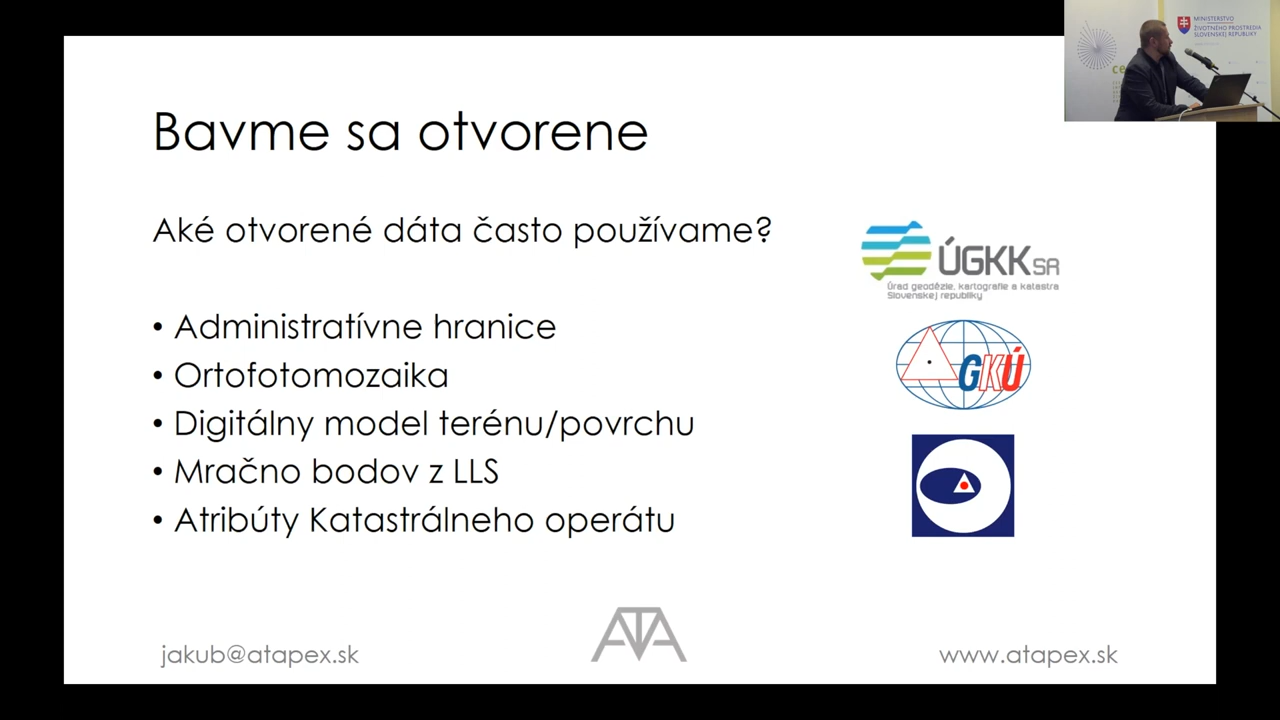 MINISTERSTVO
ŽIVOTNÉHO PROSTREDIA
SLOVENSKEJ REPUBLIKY
Bavme sa otvorene
Aké otvorené dáta často používame?
ÚGKK SR
Úrad geodézie, kartografie a katastra
Slovenskej republiky
• Administratívne hranice
• Ortofotomozaika
GKÚ
• Digitálny model terénu/povrchu
• Mračno bodov z LLS
• Atribúty Katastrálneho operátu
ATA
jakub@atapex.sk
www.atapex.sk